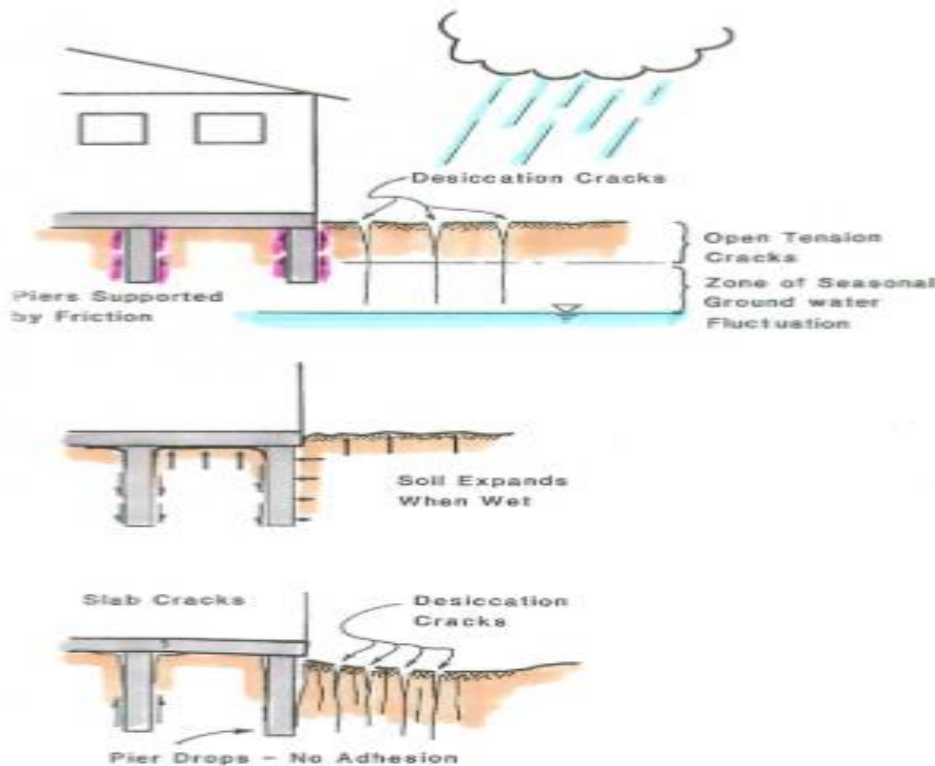 Desiccation Cracks
Open Tension
Cracks
Zone of Seasonal
Ground water
Fluctuation
Piers Supported
by Friction
Soil Expands
When Wet
Slab Cracks
Desiccation
Cracks
Pier Drops - No Adhesion